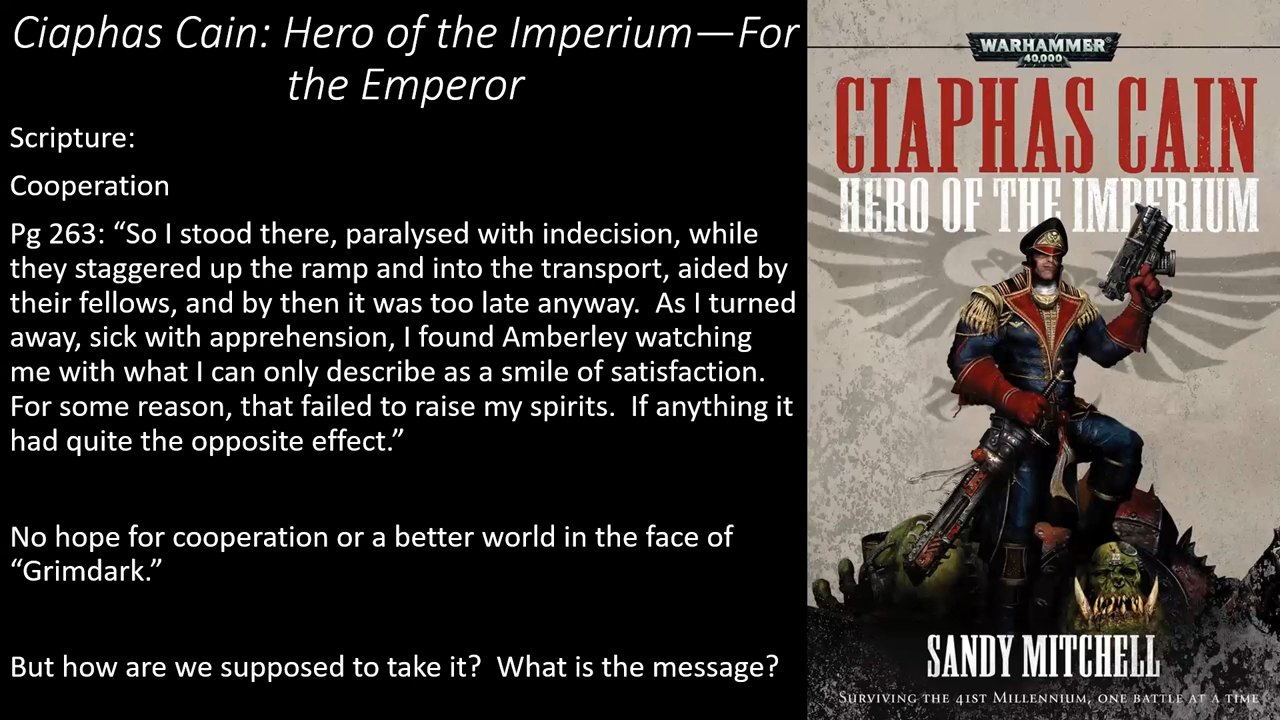 Ciaphas Cain: Hero of the Imperium—For
the Emperor
Scripture:
Cooperation
Pg 263: “So I stood there, paralysed with indecision, while
they staggered up the ramp and into the transport, aided by
their fellows, and by then it was too late anyway.  As I turned
away, sick with apprehension, I found Amberley watching
me with what I can only describe as a smile of satisfaction.
For some reason, that failed to raise my spirits.  If anything it
had quite the opposite effect.”
No hope for cooperation or a better world in the face of
“Grimdark.”
But how are we supposed to take it?  What is the message?
WARHAMMER
40,000
CIAPHAS CAIN
HERO OF THE IMPERIUM
SANDY MITCHELL
SURVIVING THE 41ST MILLENNIUM, ONE BATTLE AT A TIME